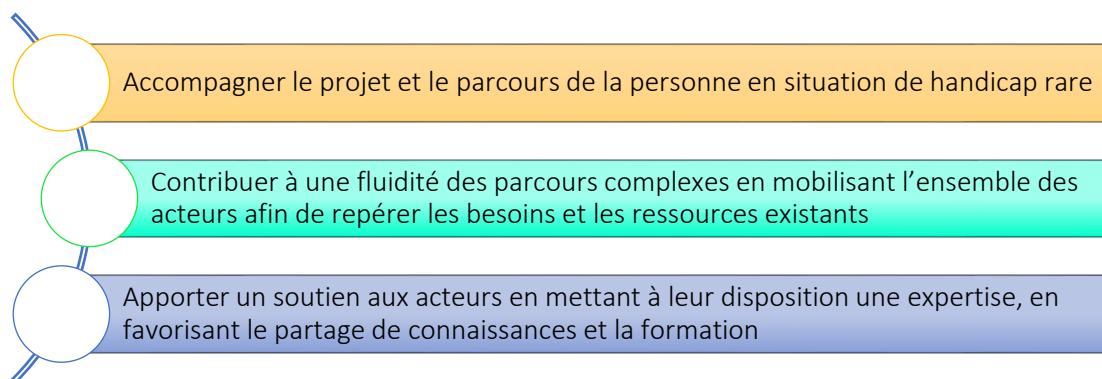 Accompagner le projet et le parcours de la personne en situation de handicap rare
Contribuer à une fluidité des parcours complexes en mobilisant l’ensemble des
acteurs afin de repérer les besoins et les ressources existants
Apporter un soutien aux acteurs en mettant à leur disposition une expertise, en
favorisant le partage de connaissances et la formation